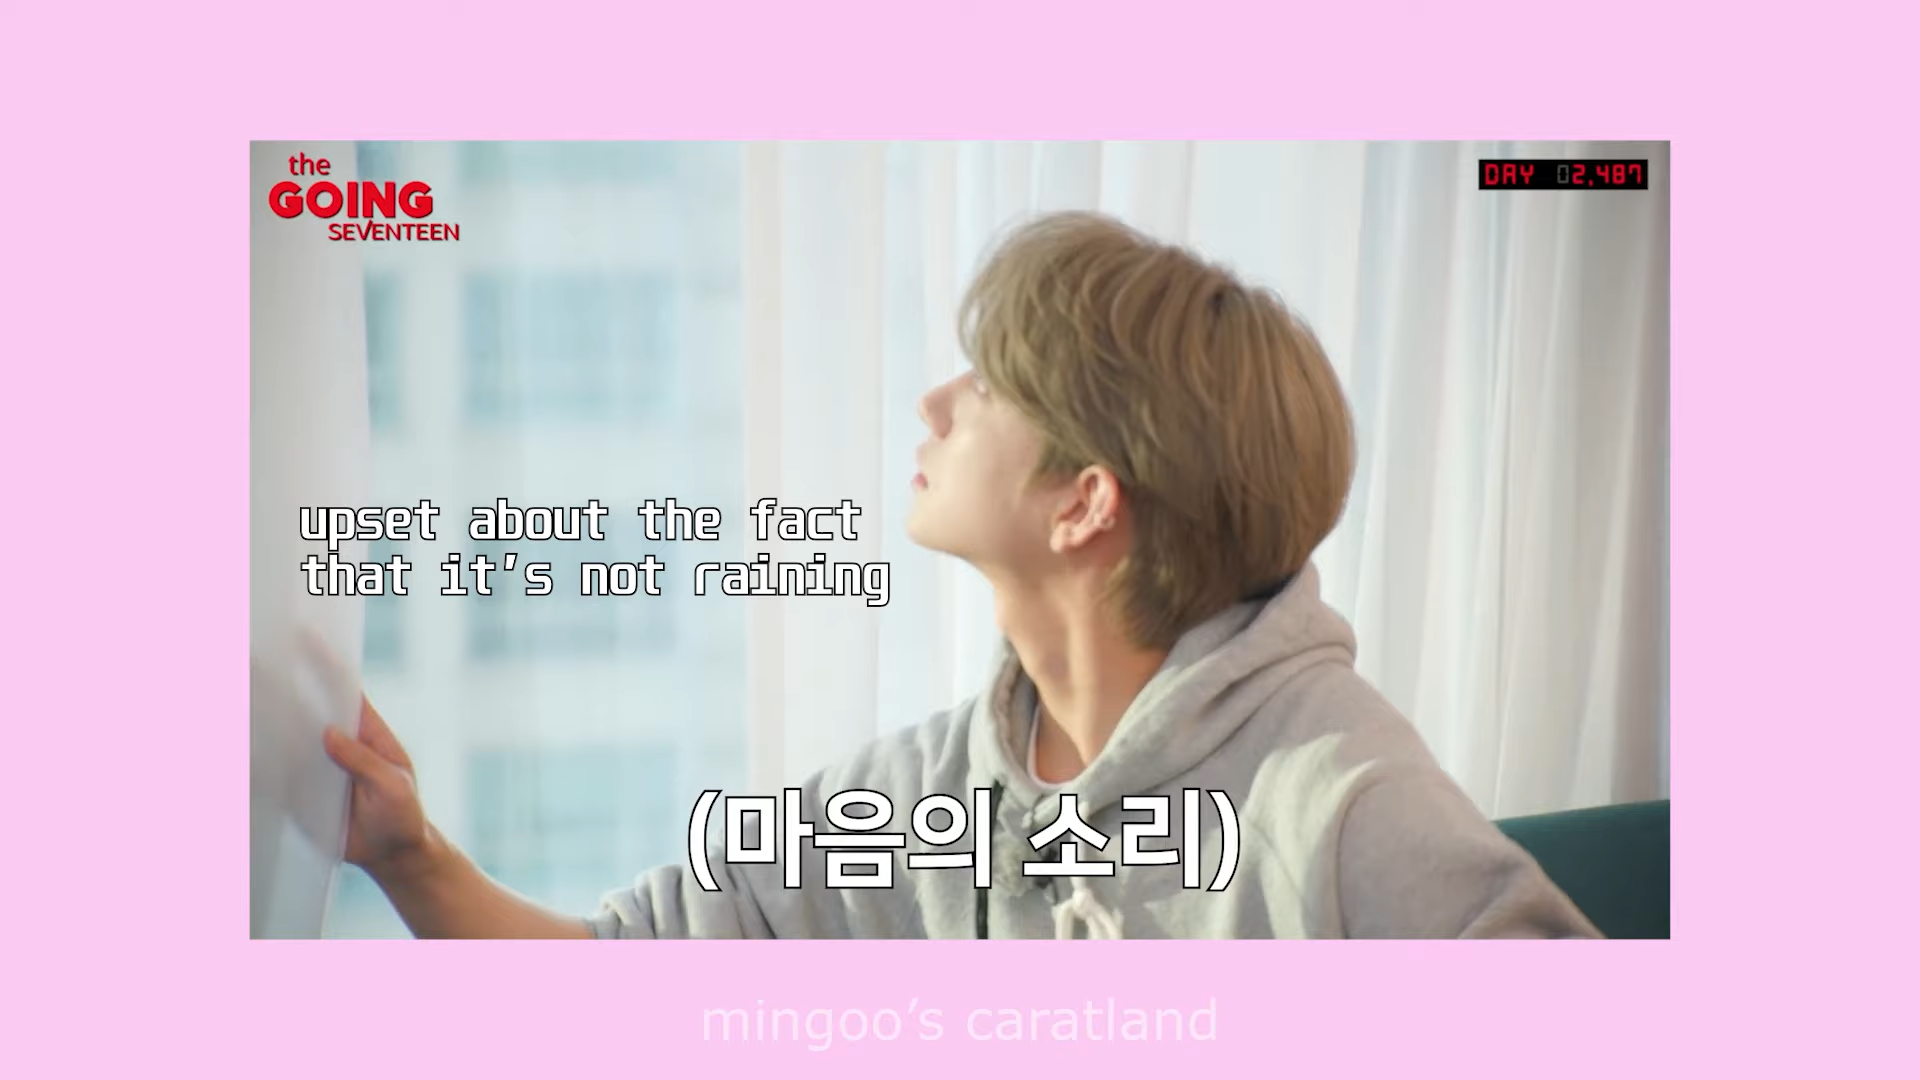 the
GOING
SEVENTEEN
DAY 02,487
upset about the fact
that it's not raining
(마음의 소리)
mingoo's caratland